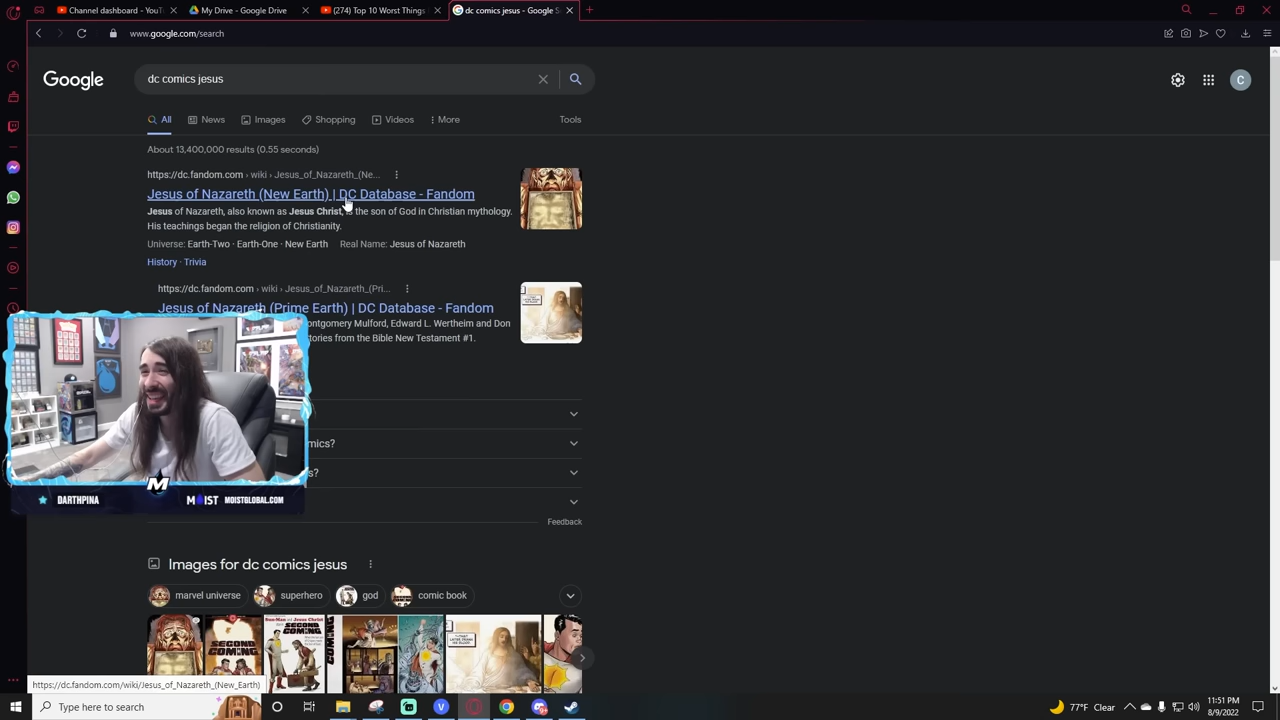 Channel dashboard - YouTu
My Drive - Google Drive
(274) Top 10 Worst Things
dc comics jesus - Google S
www.google.com/search
Google
dc comics jesus
C
All
News
Images
Shopping
Videos
More
Tools
About 13,400,000 results (0.55 seconds)
https://dc.fandom.com › wiki › Jesus_of_Nazareth_(Ne...
Jesus of Nazareth (New Earth) | DC Database - Fandom
Jesus of Nazareth, also known as Jesus Christ, the son of God in Christian mythology.
His teachings began the religion of Christianity.
Universe: Earth-Two · Earth-One · New Earth Real Name: Jesus of Nazareth
History · Trivia
https://dc.fandom.com › wiki › Jesus_of_Nazareth_(Pri...
Jesus of Nazareth (Prime Earth) | DC Database - Fandom
ontgomery Mulford, Edward L. Wertheim and Don
tories from the Bible New Testament #1.
mics?
s?
Feedback
DARTHPINA
M
MOIST
MOISTGLOBAL.COM
Images for dc comics jesus
marvel universe
superhero
god
comic book
SECOND
COMING
SECOND
COMING
https://dc.fandom.com/wiki/Jesus_of_Nazareth_(New_Earth)
Type here to search
77°F Clear
11:51 PM
8/9/2022